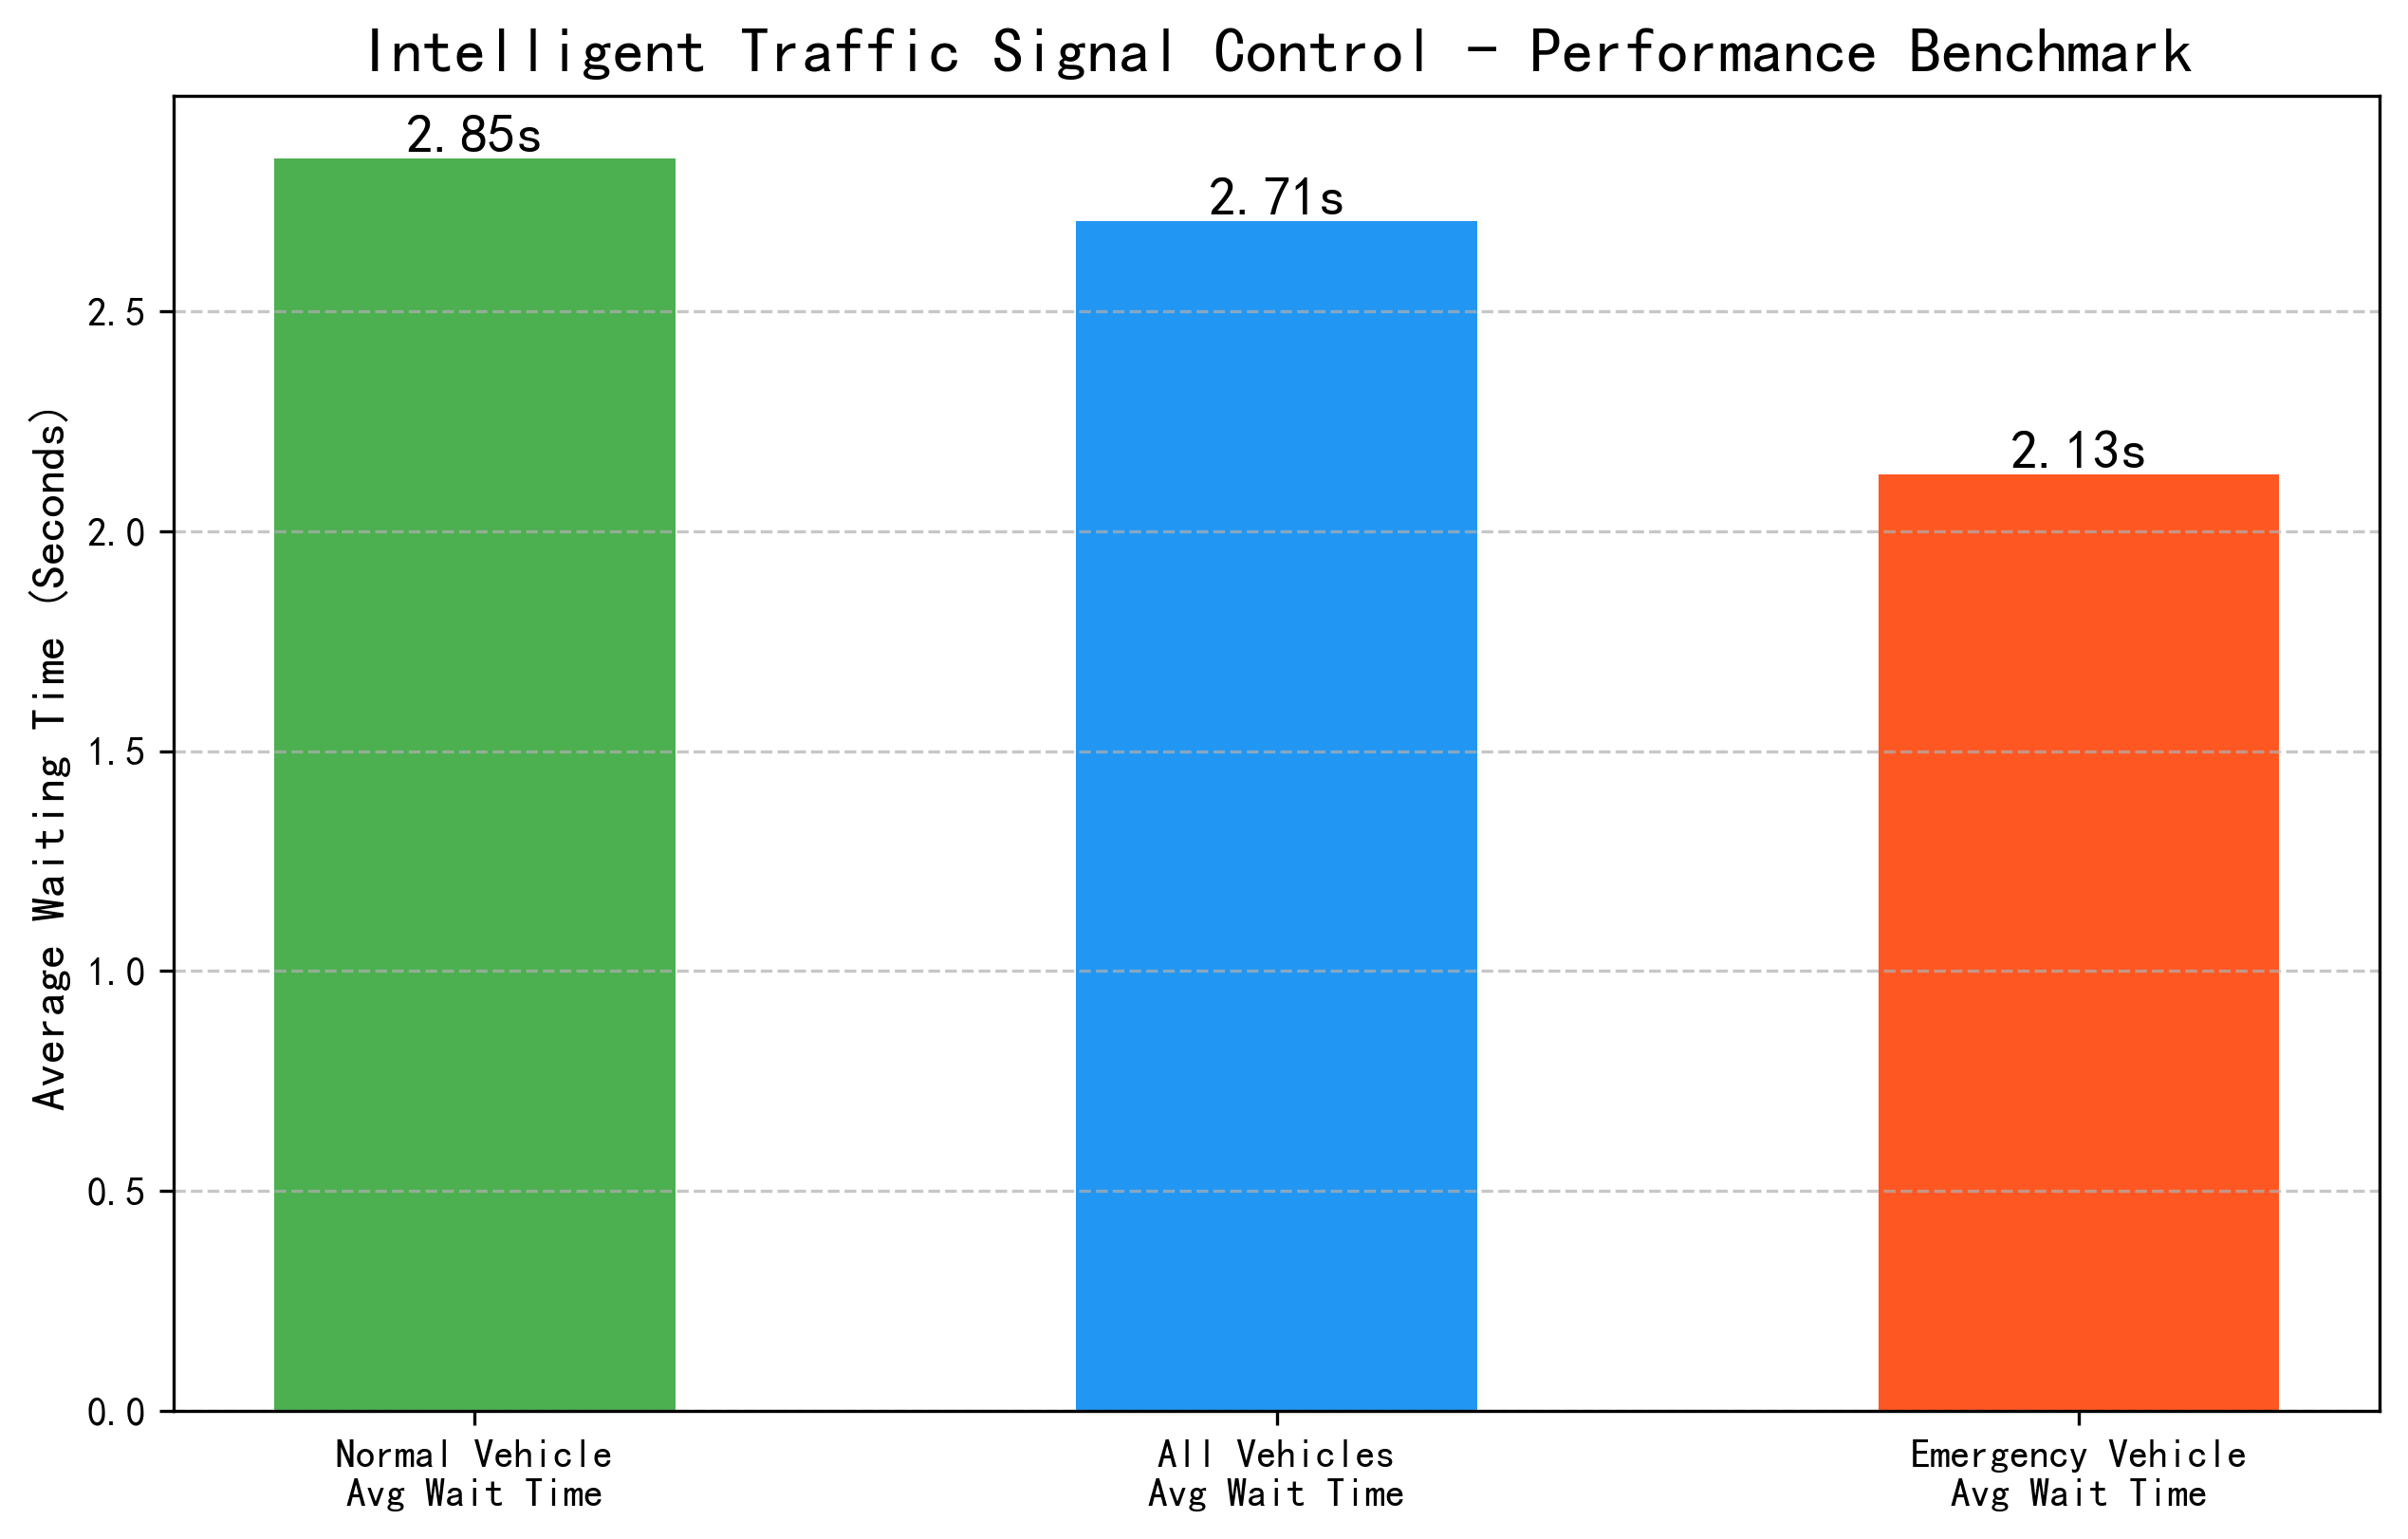 Intelligent Traffic Signal Control - Performance Benchmark
2.85s
2.71s
2.13s
Average Waiting Time (Seconds)
2.5
2.0
1.5
1.0
0.5
0.0
Normal Vehicle
Avg Wait Time
All Vehicles
Avg Wait Time
Emergency Vehicle
Avg Wait Time